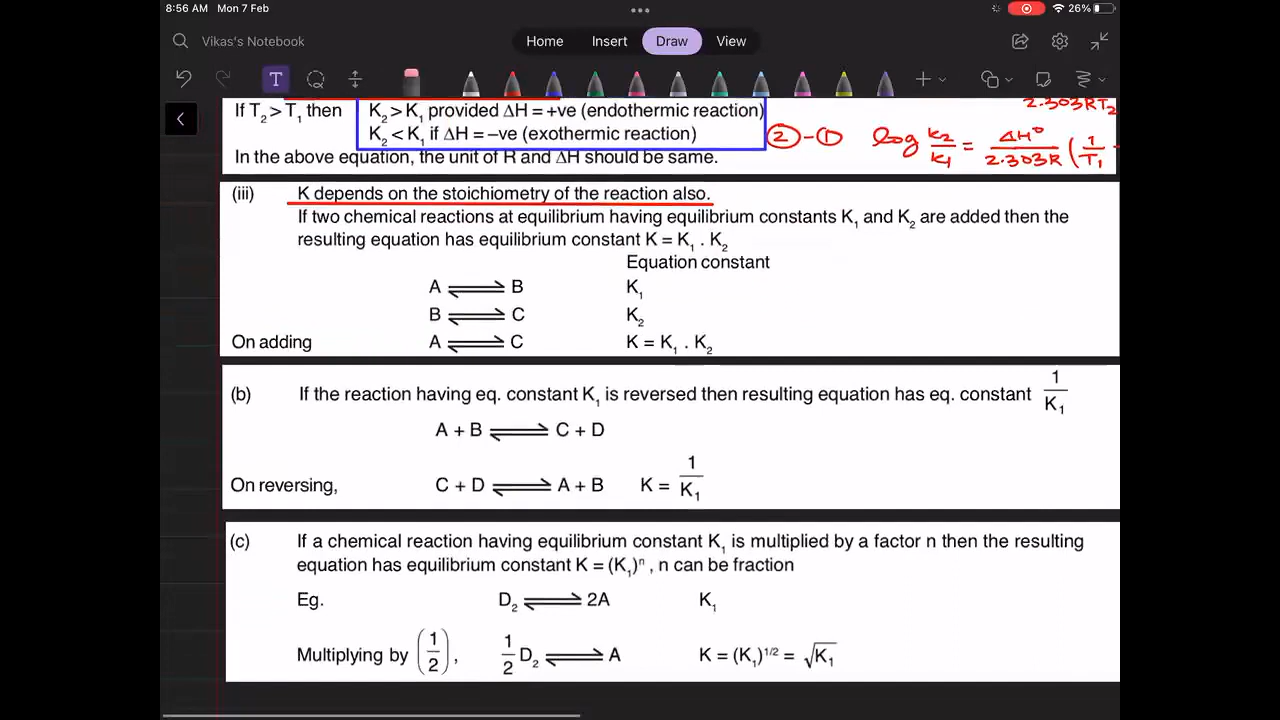 8:56 AM Mon 7 Feb
26%
Vikas's Notebook
Home Insert Draw View
If T₂ > T₁ then K₂ > K₁ provided ΔH = +ve (endothermic reaction)
K₂ < K₁ if ΔH = –ve (exothermic reaction)
In the above equation, the unit of R and ΔH should be same.
2.303RT₂
② - ① log K₂/K₁ = ΔH°/2.303R (1/T₁ -
(iii) K depends on the stoichiometry of the reaction also.
If two chemical reactions at equilibrium having equilibrium constants K₁ and K₂ are added then the
resulting equation has equilibrium constant K = K₁ . K₂
Equation constant
A ⇌ B K₁
B ⇌ C K₂
On adding A ⇌ C K = K₁ . K₂
(b) If the reaction having eq. constant K₁ is reversed then resulting equation has eq. constant 1/K₁
A + B ⇌ C + D
On reversing, C + D ⇌ A + B K = 1/K₁
(c) If a chemical reaction having equilibrium constant K₁ is multiplied by a factor n then the resulting
equation has equilibrium constant K = (K₁)ⁿ , n can be fraction
Eg. D₂ ⇌ 2A K₁
Multiplying by (1/2), 1/2 D₂ ⇌ A K = (K₁)^1/2 = √K₁